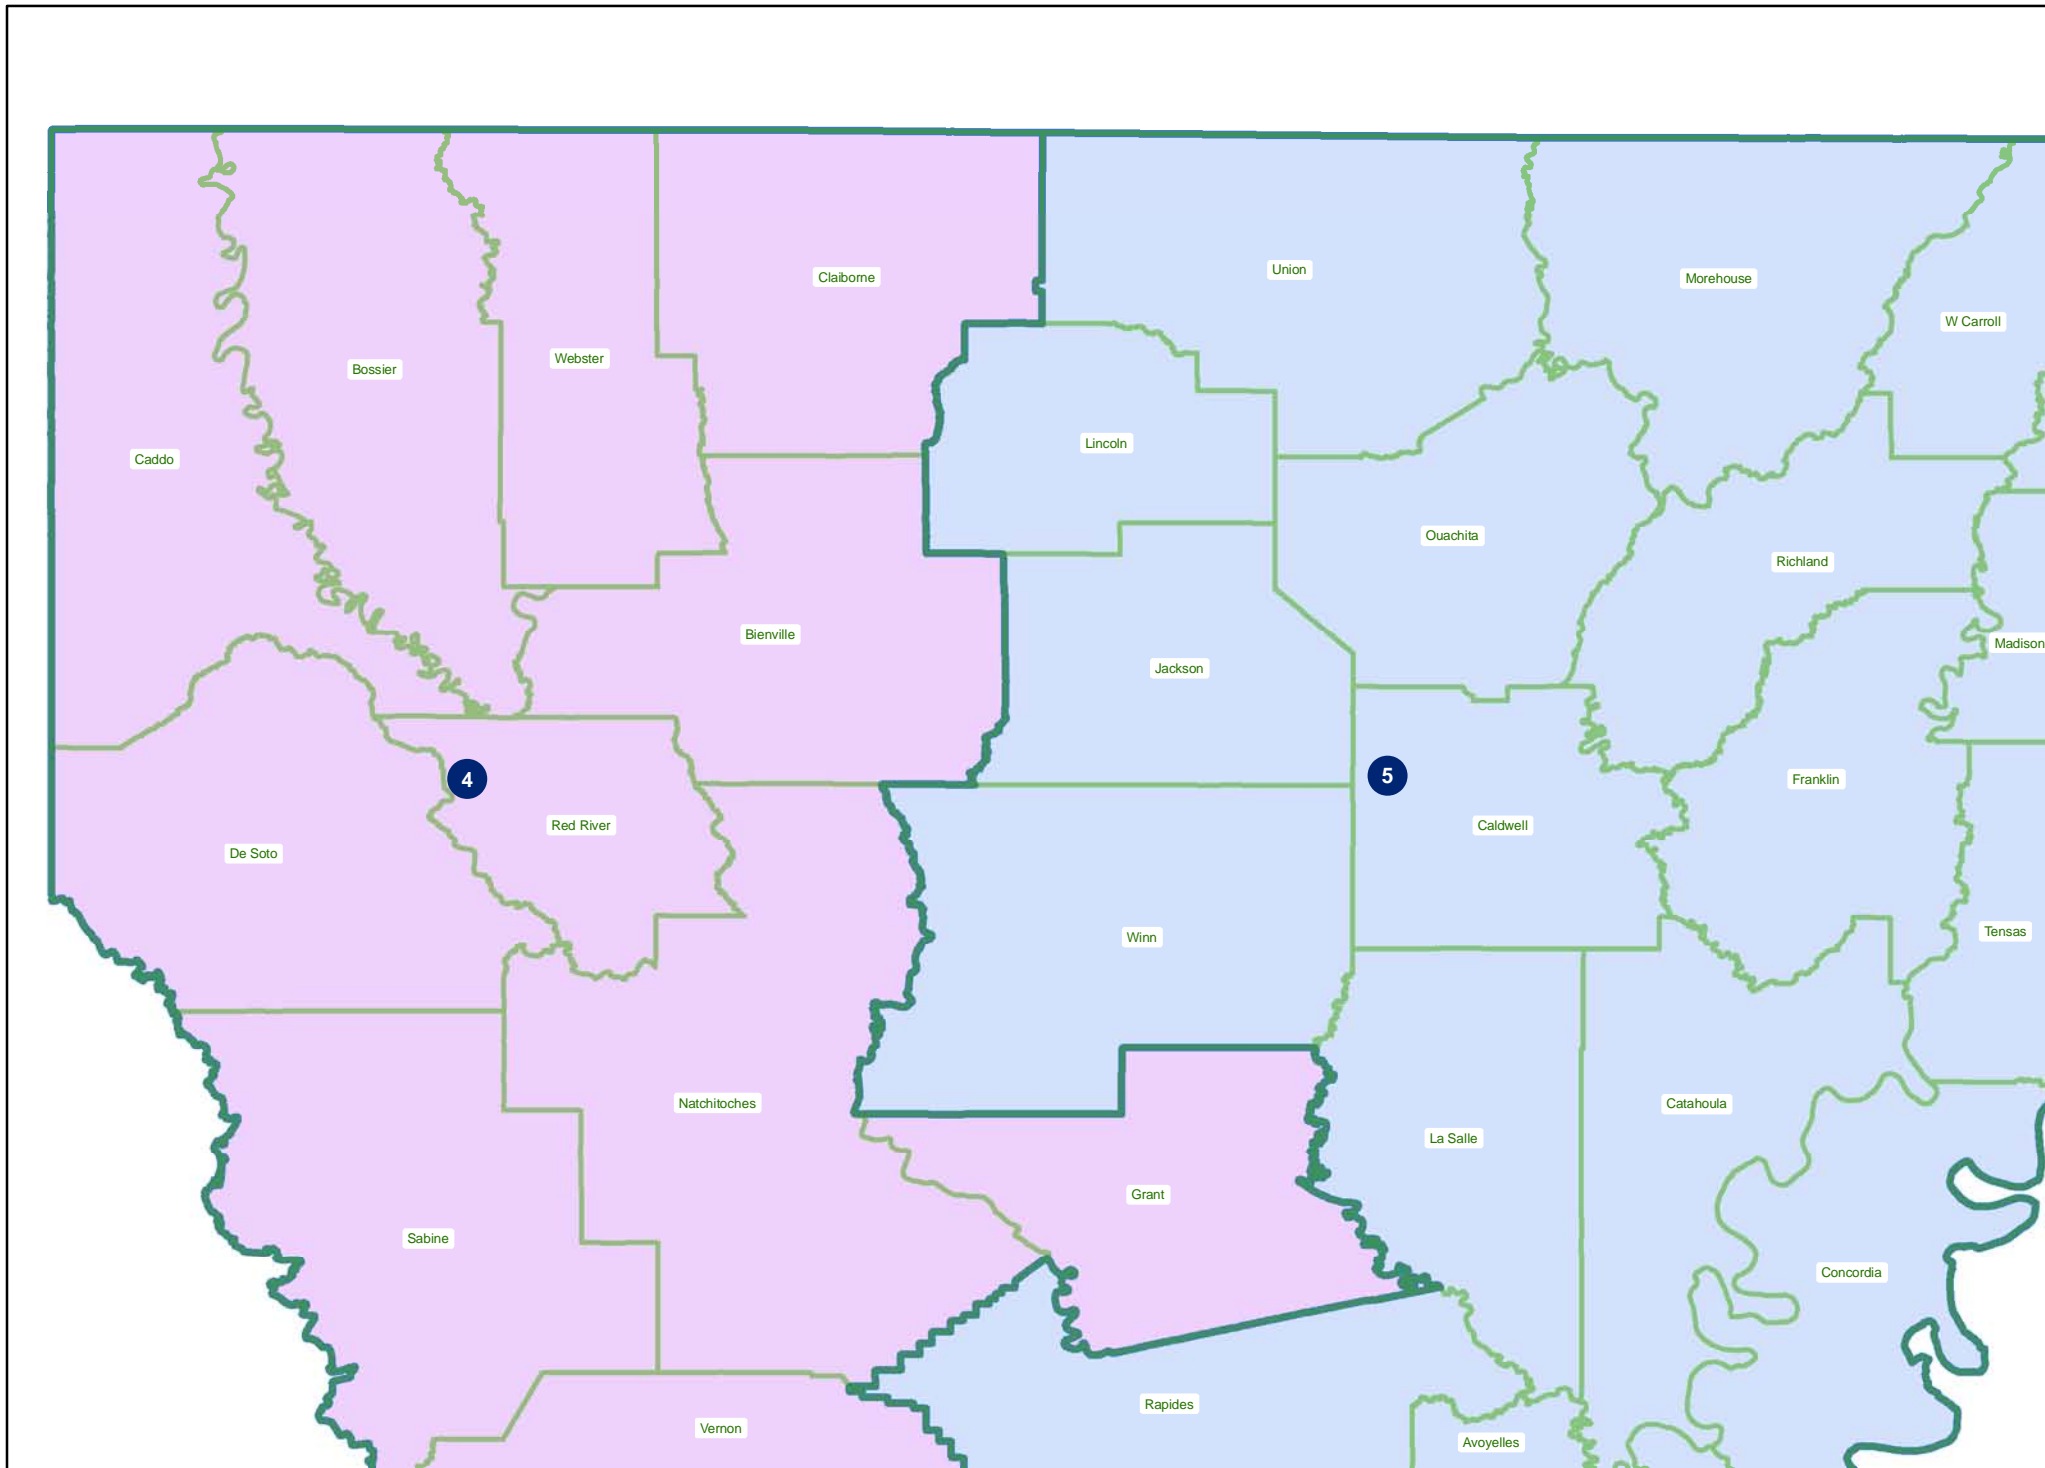 Union
Claiborne
Morehouse
W Carroll
Webster
Bossier
Lincoln
Caddo
Ouachita
Richland
Bienville
Madison
Jackson
4
5
Franklin
Red River
Caldwell
De Soto
Tensas
Winn
Natchitoches
Catahoula
La Salle
Grant
Sabine
Concordia
Rapides
Vernon
Avoyelles